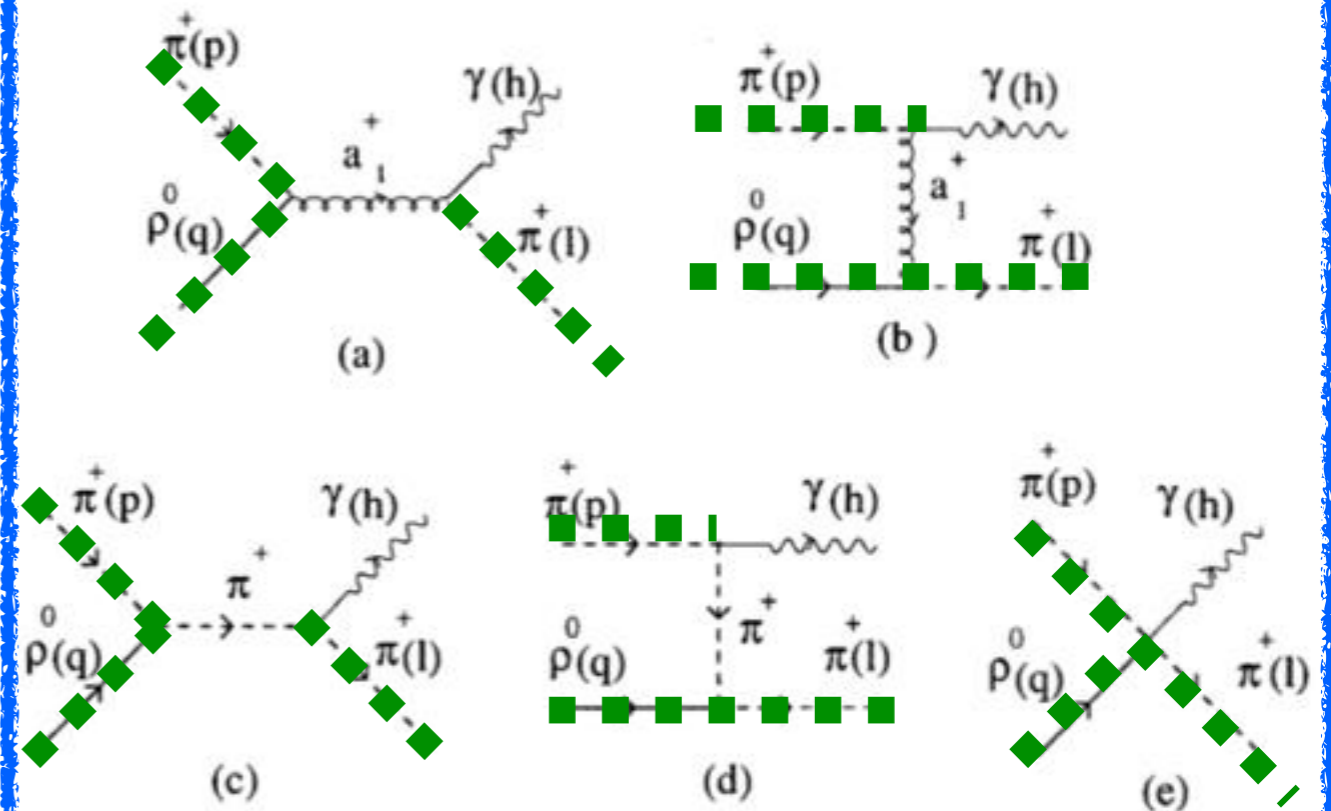 π⁺(p)
γ(h)
a₁⁺
ρ⁰(q)
π⁺(l)
(a)
π⁺(p)
γ(h)
a₁⁺
ρ⁰(q)
π⁺(l)
(b )
π⁺(p)
γ(h)
π⁺
ρ⁰(q)
π⁺(l)
(c)
π⁺(p)
γ(h)
π⁺
ρ⁰(q)
π⁺(l)
(d)
π⁺(p)
γ(h)
ρ⁰(q)
π⁺(l)
(e)